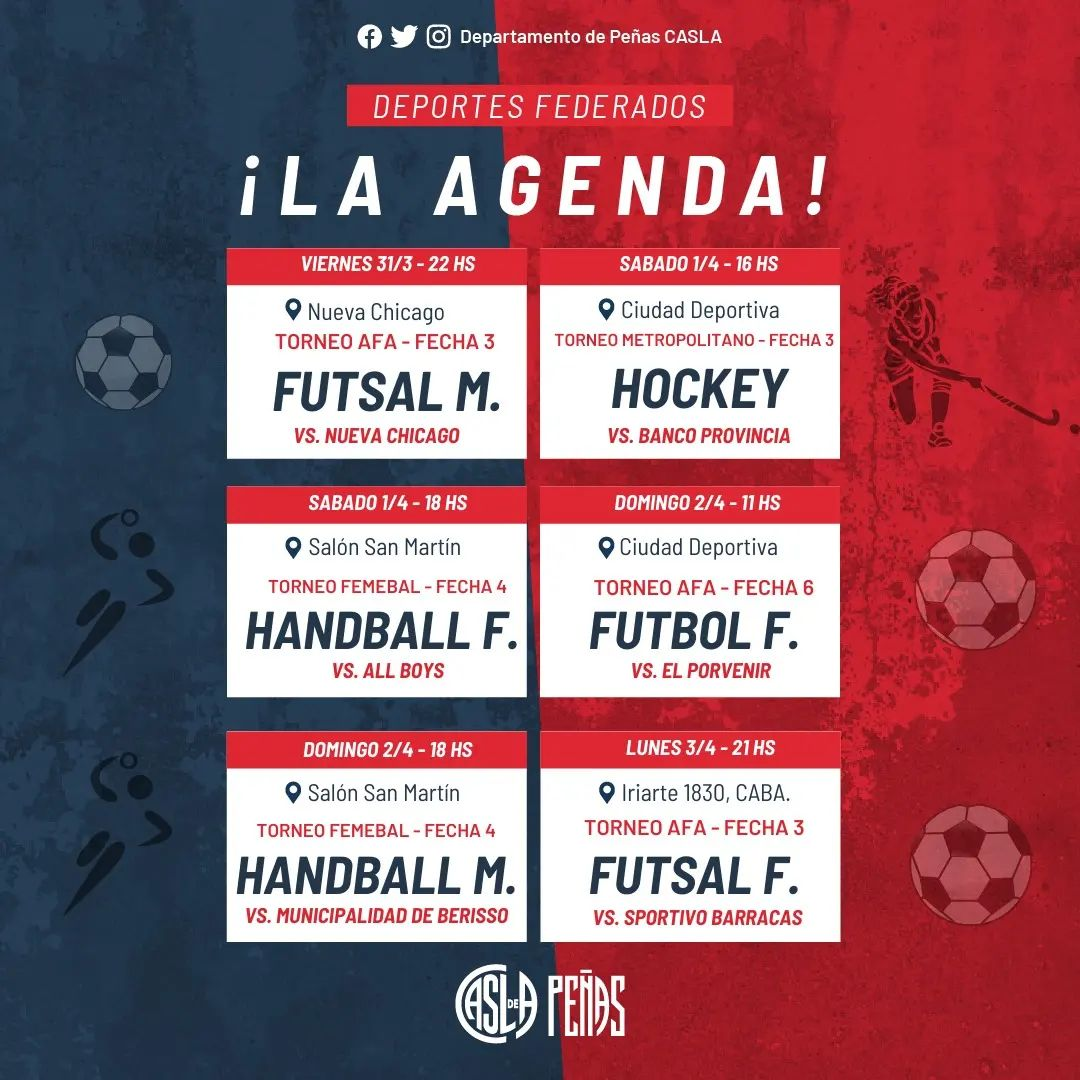 Departamento de Peñas CASLA
DEPORTES FEDERADOS
¡LA AGENDA!
VIERNES 31/3 - 22 HS
Nueva Chicago
TORNEO AFA - FECHA 3
FUTSAL M.
VS. NUEVA CHICAGO
SABADO 1/4 - 16 HS
Ciudad Deportiva
TORNEO METROPOLITANO - FECHA 3
HOCKEY
VS. BANCO PROVINCIA
SABADO 1/4 - 18 HS
Salón San Martín
TORNEO FEMEBAL - FECHA 4
HANDBALL F.
VS. ALL BOYS
DOMINGO 2/4 - 11 HS
Ciudad Deportiva
TORNEO AFA - FECHA 6
FUTBOL F.
VS. EL PORVENIR
DOMINGO 2/4 - 18 HS
Salón San Martín
TORNEO FEMEBAL - FECHA 4
HANDBALL M.
VS. MUNICIPALIDAD DE BERISSO
LUNES 3/4 - 21 HS
Iriarte 1830, CABA.
TORNEO AFA - FECHA 3
FUTSAL F.
VS. SPORTIVO BARRACAS
CASLA DE PEÑAS